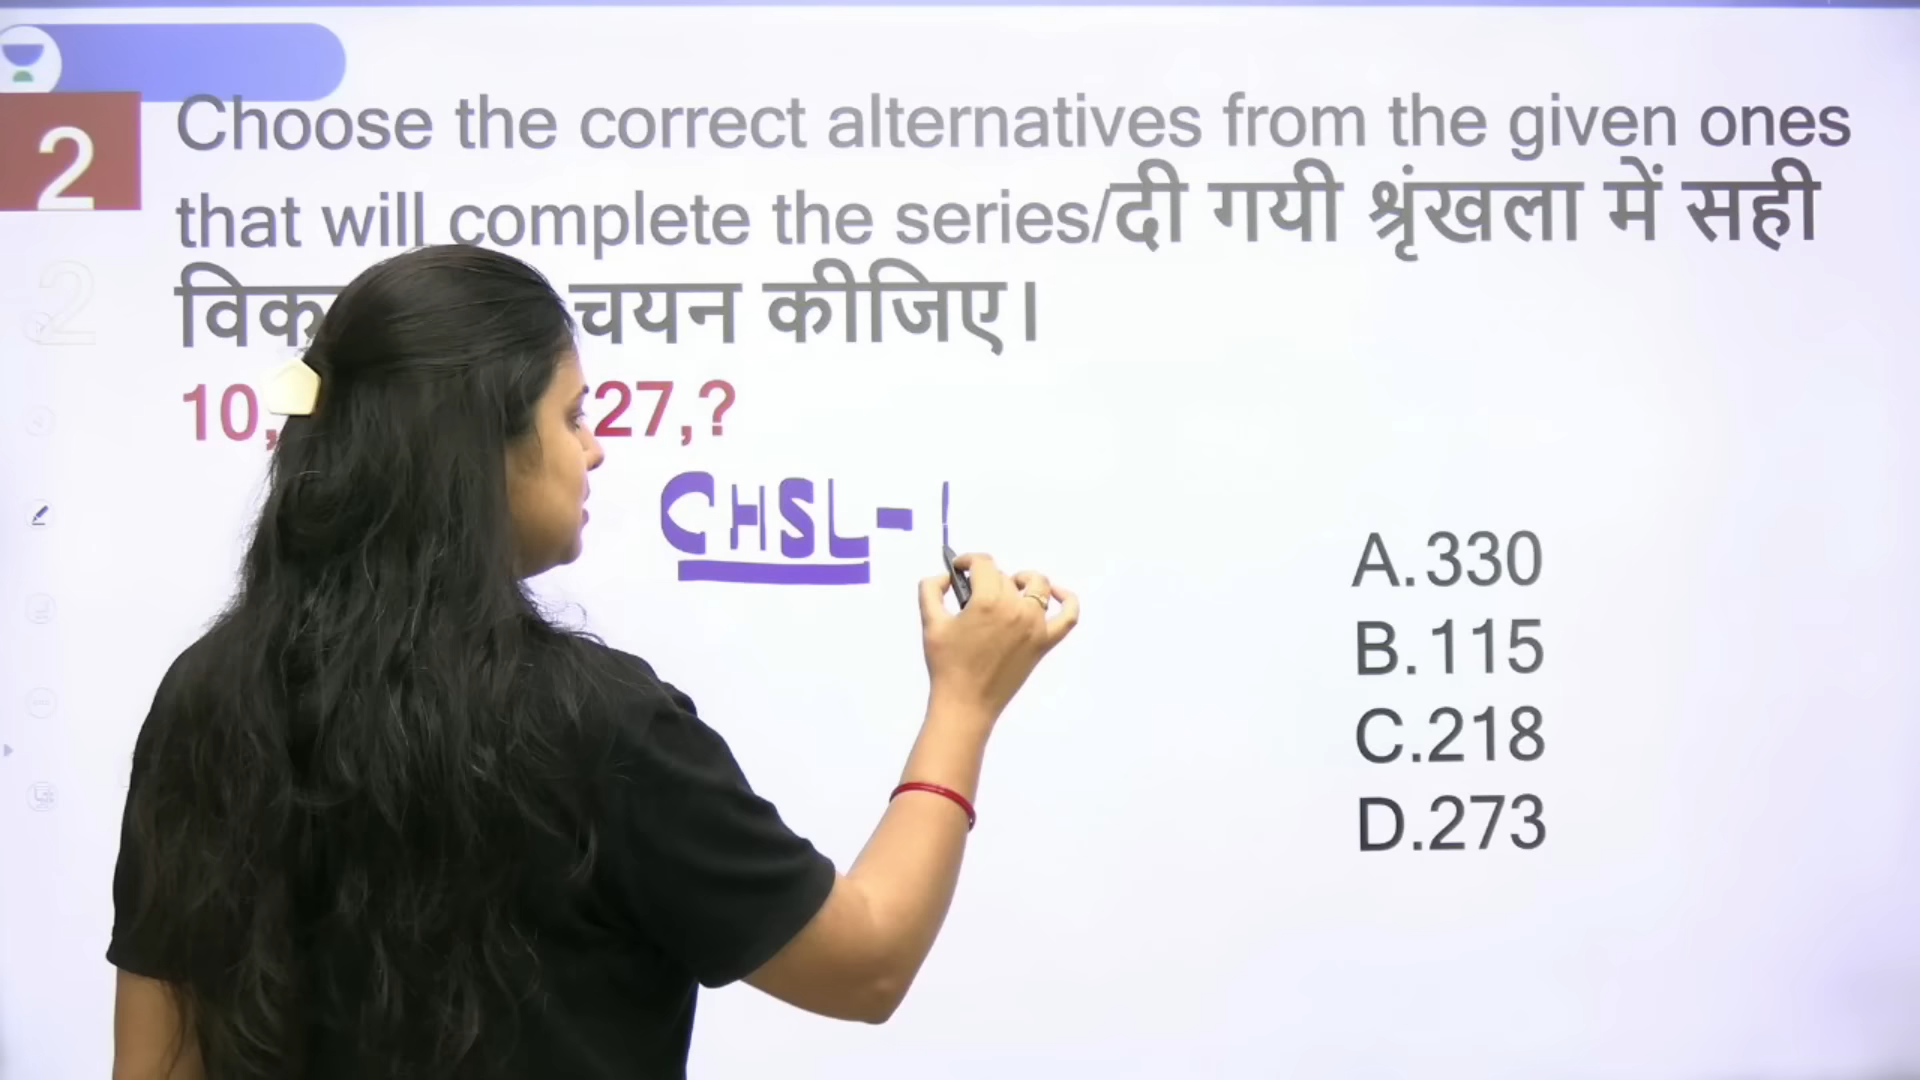 2
Choose the correct alternatives from the given ones
that will complete the series/दी गयी श्रृंखला में सही
चयन कीजिए।
10, 27,?
CHSL-1
A.330
B.115
C.218
D.273
2